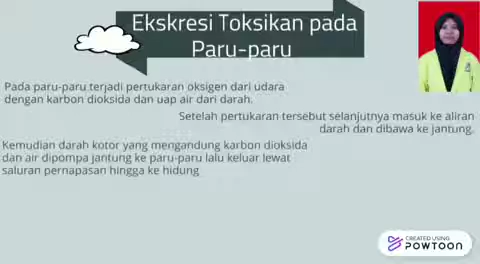 Ekskresi Toksikan pada
Paru-paru
Pada paru-paru terjadi pertukaran oksigen dari udara
dengan karbon dioksida dan uap air dari darah.
Setelah pertukaran tersebut selanjutnya masuk ke aliran
darah dan dibawa ke jantung.
Kemudian darah kotor yang mengandung karbon dioksida
dan air dipompa jantung ke paru-paru lalu keluar lewat
saluran pernapasan hingga ke hidung
CREATED USING
POWTOON